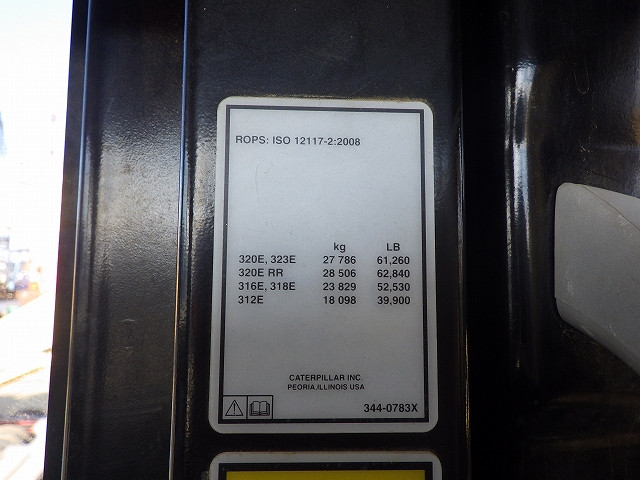 ROPS: ISO 12117-2:2008
kg LB
320E, 323E 27 786 61,260
320E RR 28 506 62,840
316E, 318E 23 829 52,530
312E 18 098 39,900
CATERPILLAR INC.
PEORIA,ILLINOIS USA
344-0783X